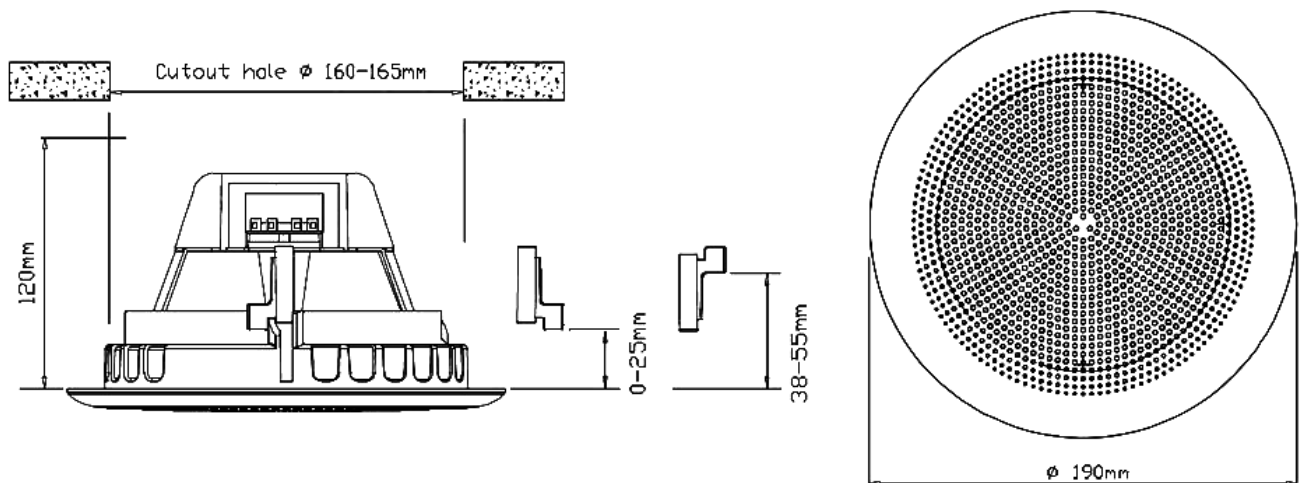 Cutout hole ϕ 160-165mm
120mm
0-25mm
38-55mm
ϕ 190mm